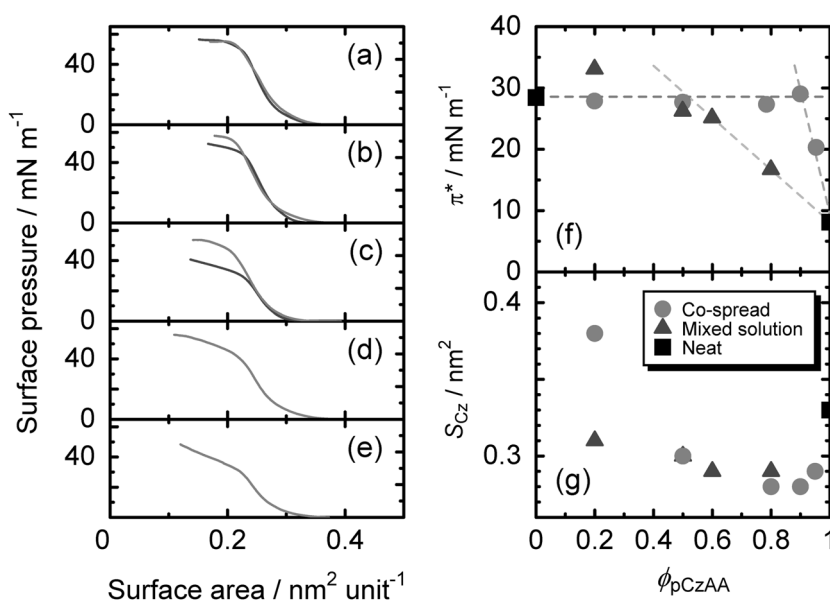 Surface pressure / mN m⁻¹
40
0
(a)
40
0
(b)
40
0
(c)
40
0
(d)
40
(e)
0 0.2 0.4
Surface area / nm² unit⁻¹
π* / mN m⁻¹
40
30
20
10
0
(f)
S_Cz / nm²
0.4
0.3
Co-spread
Mixed solution
Neat
(g)
0 0.2 0.4 0.6 0.8 1
ϕ_pCzAA